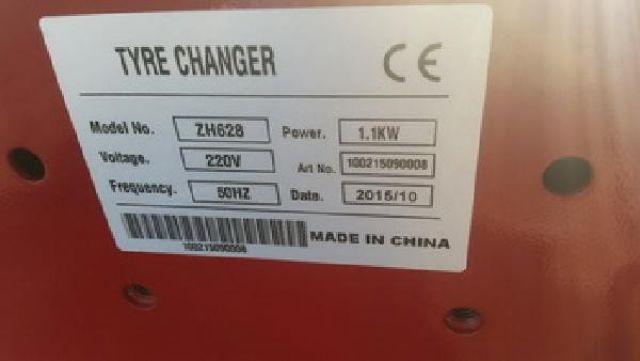 TYRE CHANGER CE
Model No. ZH628 Power. 1.1KW
Voltage. 220V Art No. 100215090008
Frequency. 50HZ Date. 2015/10
100215090008 MADE IN CHINA